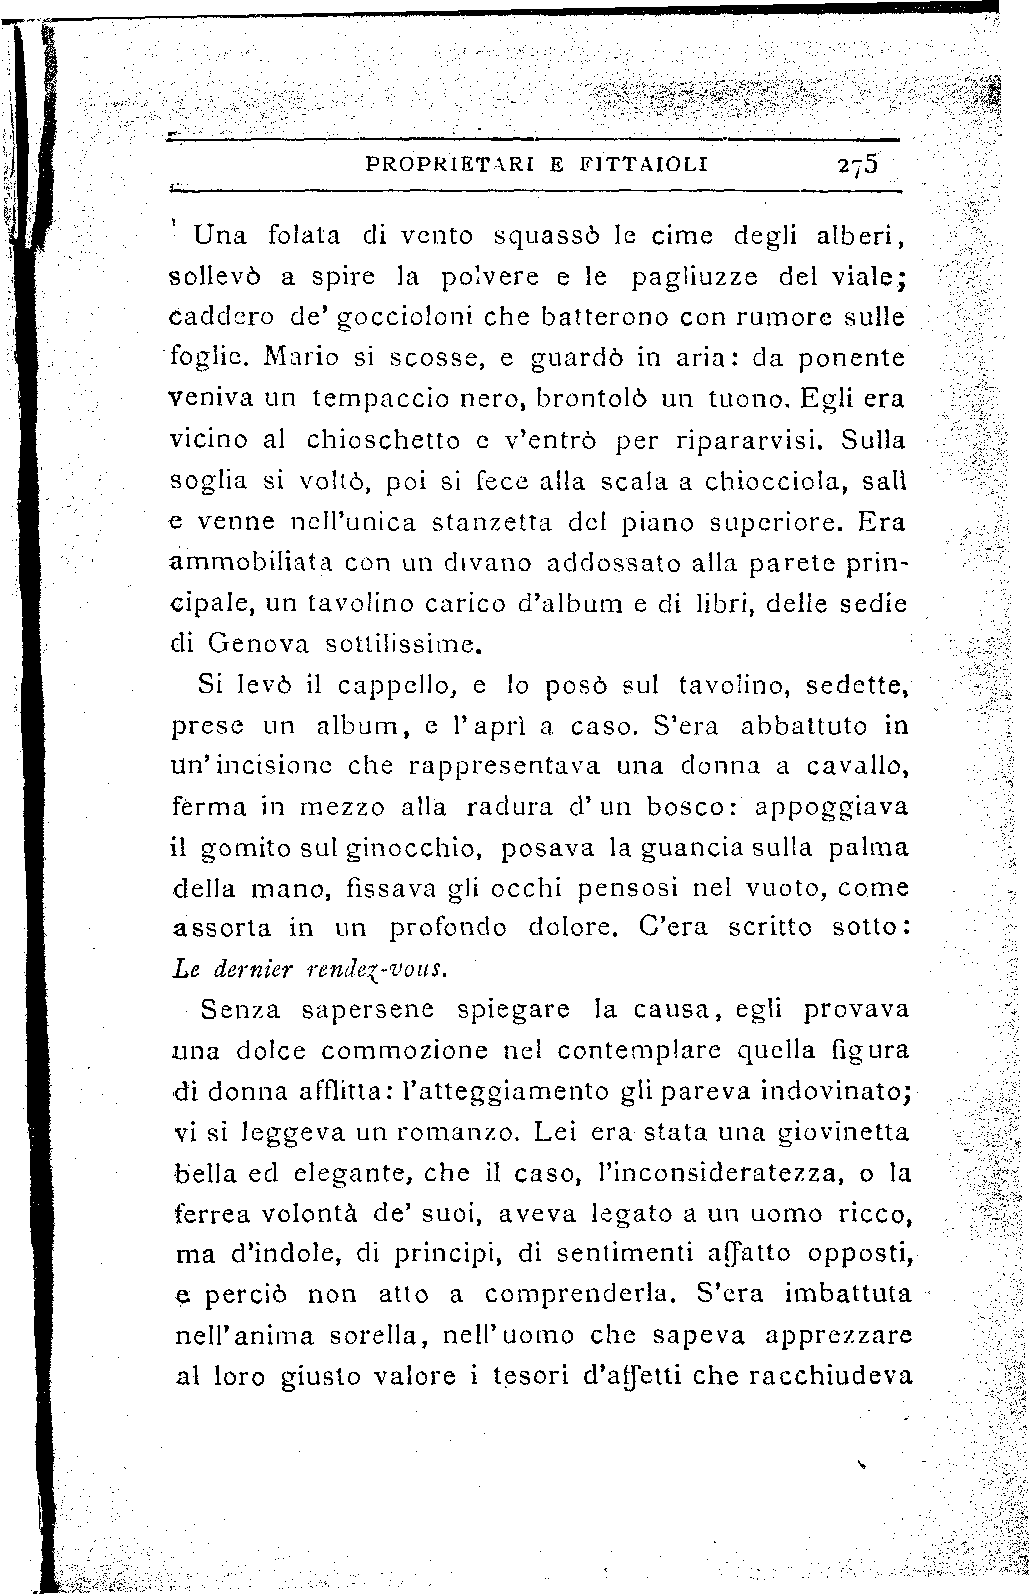 PROPRIETARI E FITTAIOLI 275
Una folata di vento squassò le cime degli alberi,
sollevò a spire la polvere e le pagliuzze del viale;
caddero de' goccioloni che batterono con rumore sulle
foglie. Mario si scosse, e guardò in aria: da ponente
veniva un tempaccio nero, brontolò un tuono. Egli era
vicino al chioschetto e v'entrò per ripararvisi. Sulla
soglia si voltò, poi si fece alla scala a chiocciola, salì
e venne nell'unica stanzetta del piano superiore. Era
ammobiliata con un divano addossato alla parete prin-
cipale, un tavolino carico d'album e di libri, delle sedie
di Genova sottilissime.
Si levò il cappello, e lo posò sul tavolino, sedette,
prese un album, e l'aprì a caso. S'era abbattuto in
un'incisione che rappresentava una donna a cavallo,
ferma in mezzo alla radura d'un bosco: appoggiava
il gomito sul ginocchio, posava la guancia sulla palma
della mano, fissava gli occhi pensosi nel vuoto, come
assorta in un profondo dolore. C'era scritto sotto:
Le dernier rendez-vous.
Senza sapersene spiegare la causa, egli provava
una dolce commozione nel contemplare quella figura
di donna afflitta: l'atteggiamento gli pareva indovinato;
vi si leggeva un romanzo. Lei era stata una giovinetta
bella ed elegante, che il caso, l'inconsideratezza, o la
ferrea volontà de' suoi, aveva legato a un uomo ricco,
ma d'indole, di principi, di sentimenti affatto opposti,
e perciò non atto a comprenderla. S'era imbattuta
nell'anima sorella, nell'uomo che sapeva apprezzare
al loro giusto valore i tesori d'affetti che racchiudeva